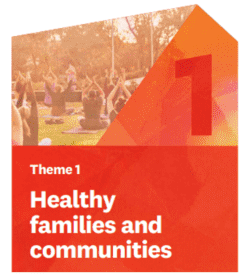 1
Theme 1
Healthy
families and
communities